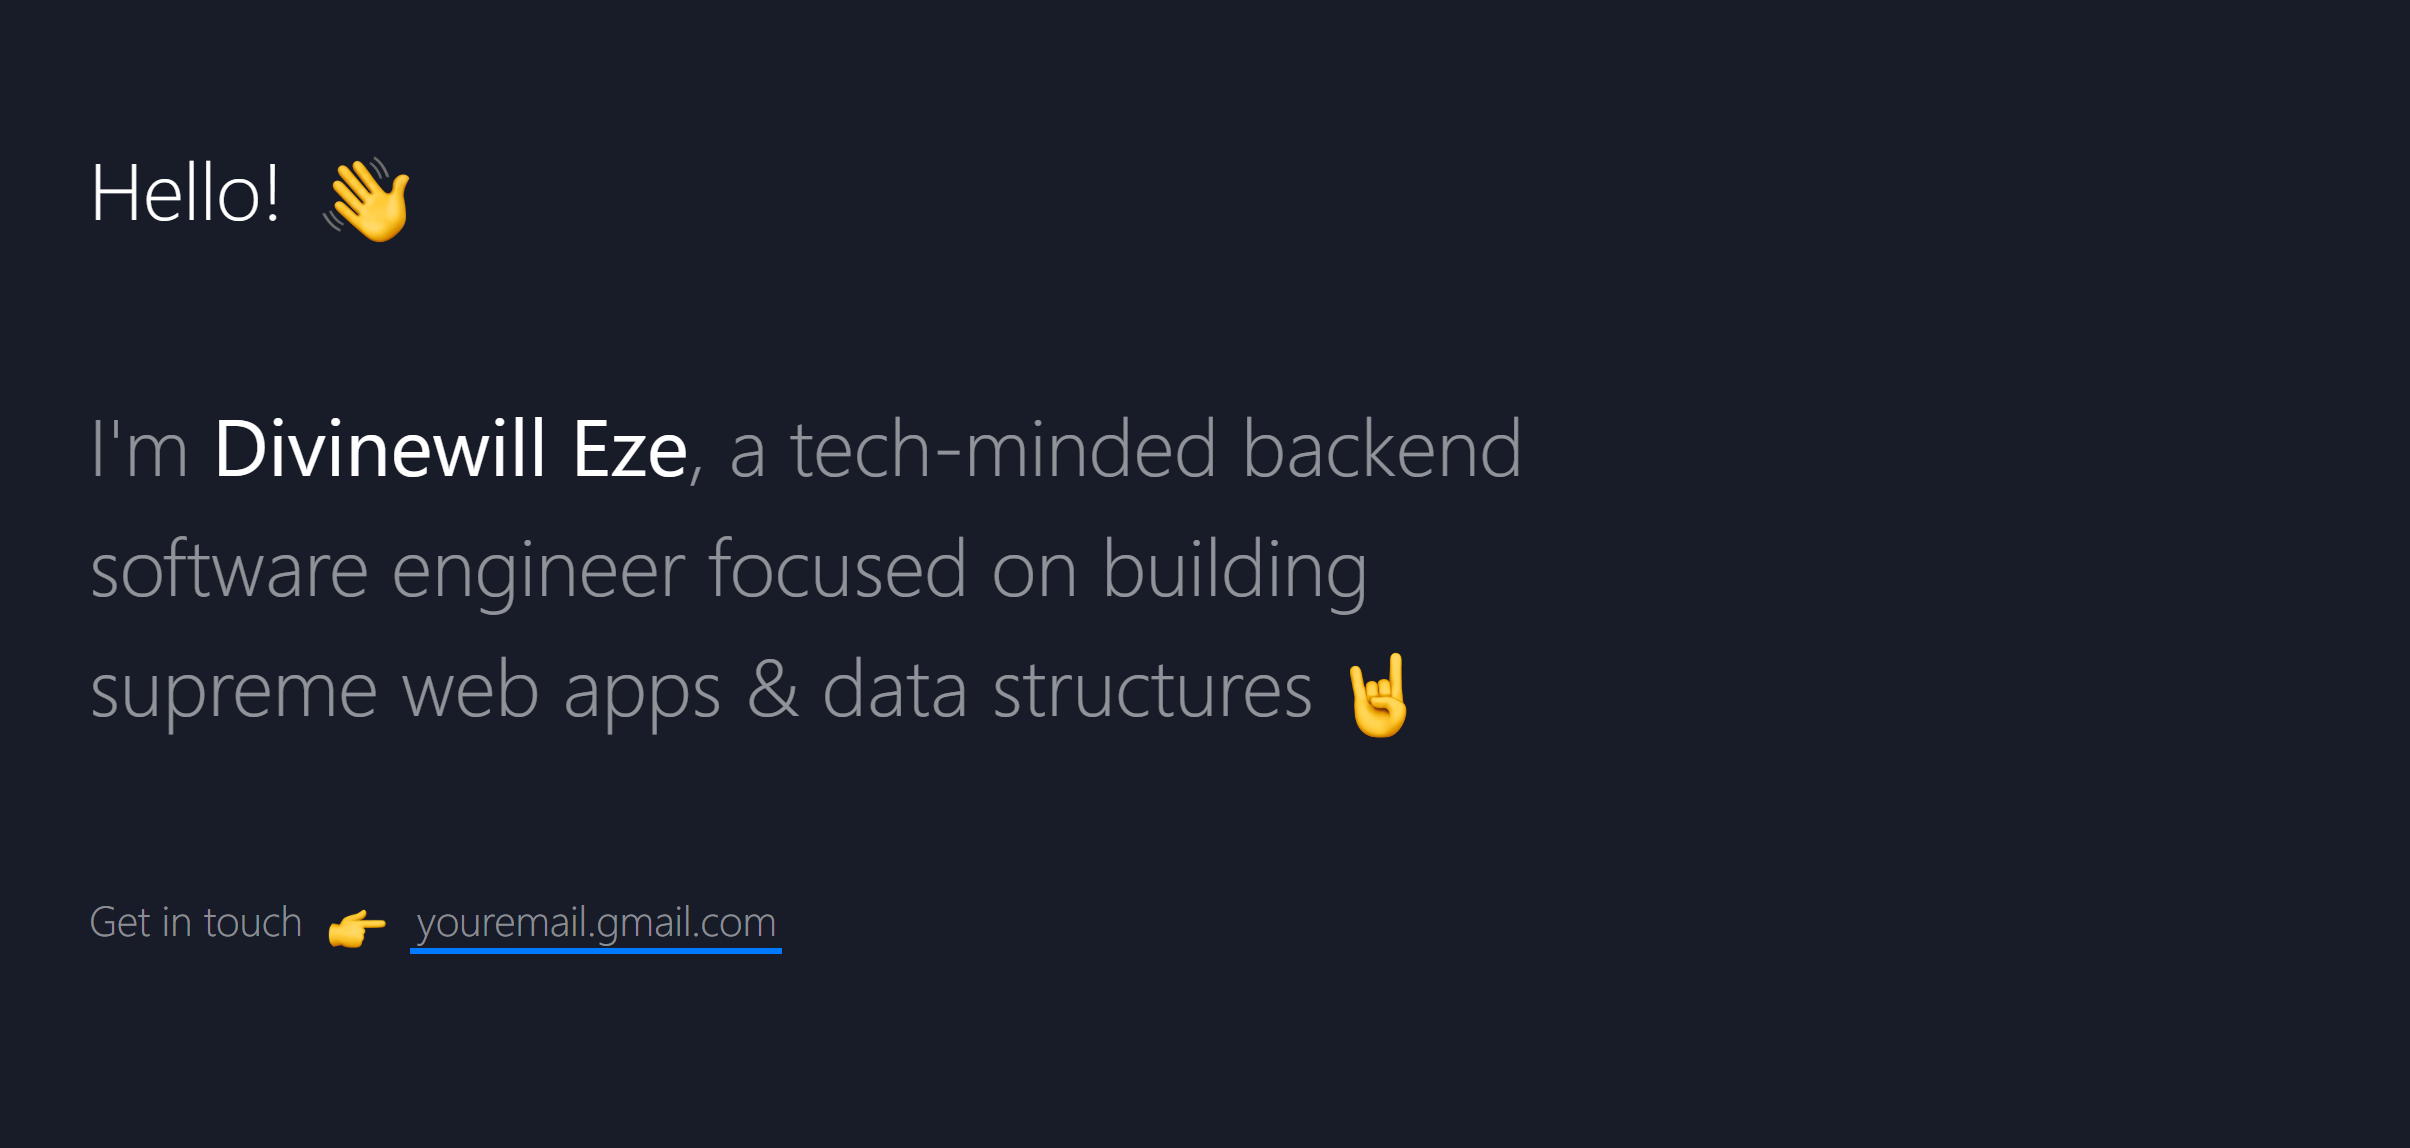 Hello! 👋
I'm Divinewill Eze, a tech-minded backend
software engineer focused on building
supreme web apps & data structures 🤘
Get in touch 👉 youremail.gmail.com